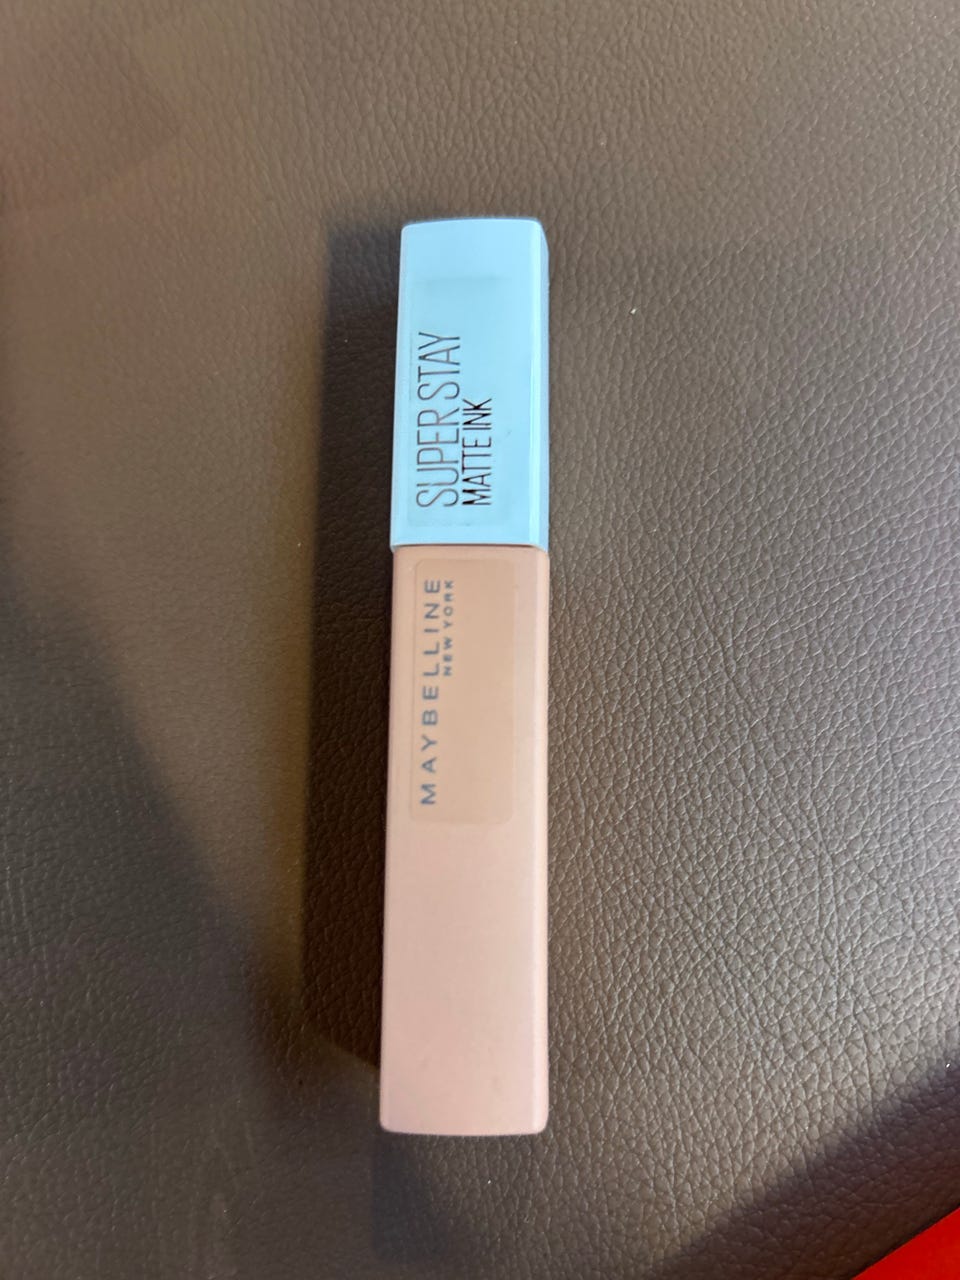 SUPER STAY
MATTE INK
MAYBELLINE
NEW YORK